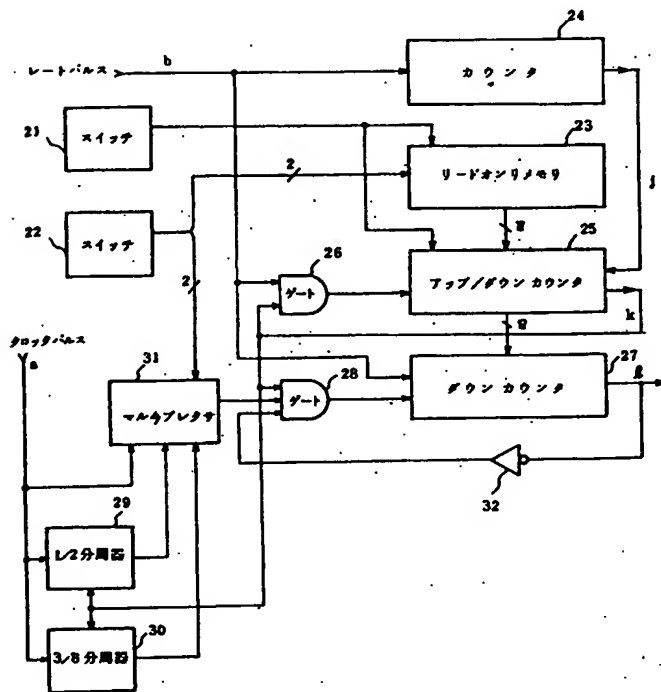 24
レートパルス
b
カウンタ
21
スイッチ
23
2
リードオンリメモリ
j
22
スイッチ
25
2
26
ゲート
アップ/ダウン カウンタ
k
クロックパルス
a
31
28
27
マルチプレクサ
ゲート
ダウン カウンタ
ℓ
32
29
1/2分周器
30
3/8分周器